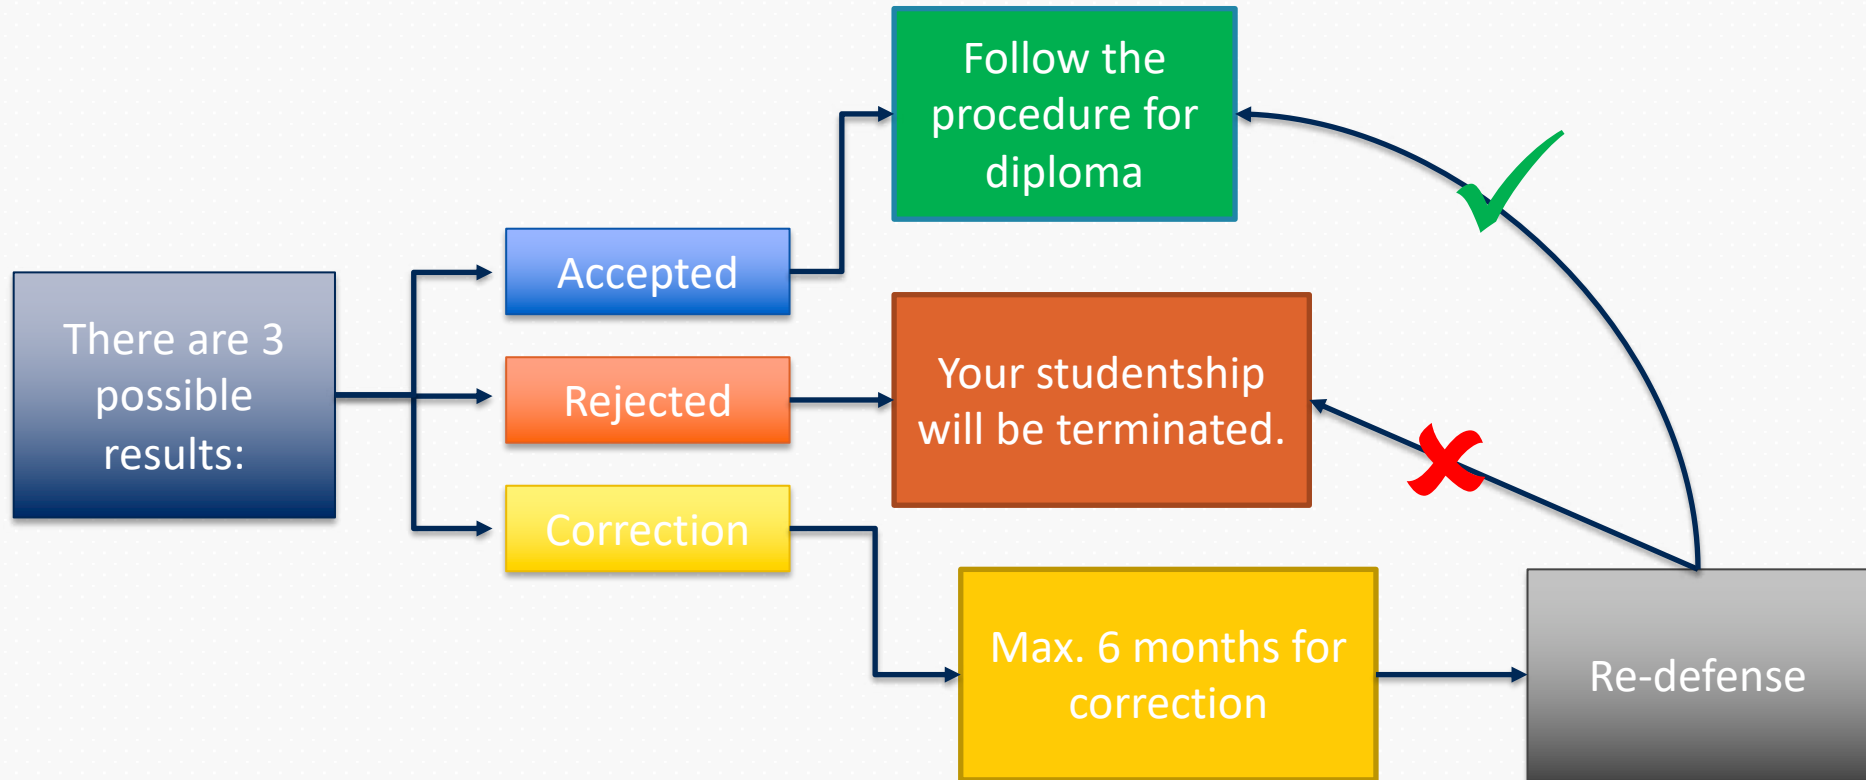 There are 3
possible
results:
Accepted
Rejected
Correction
Follow the
procedure for
diploma
Your studentship
will be terminated.
Max. 6 months for
correction
Re-defense